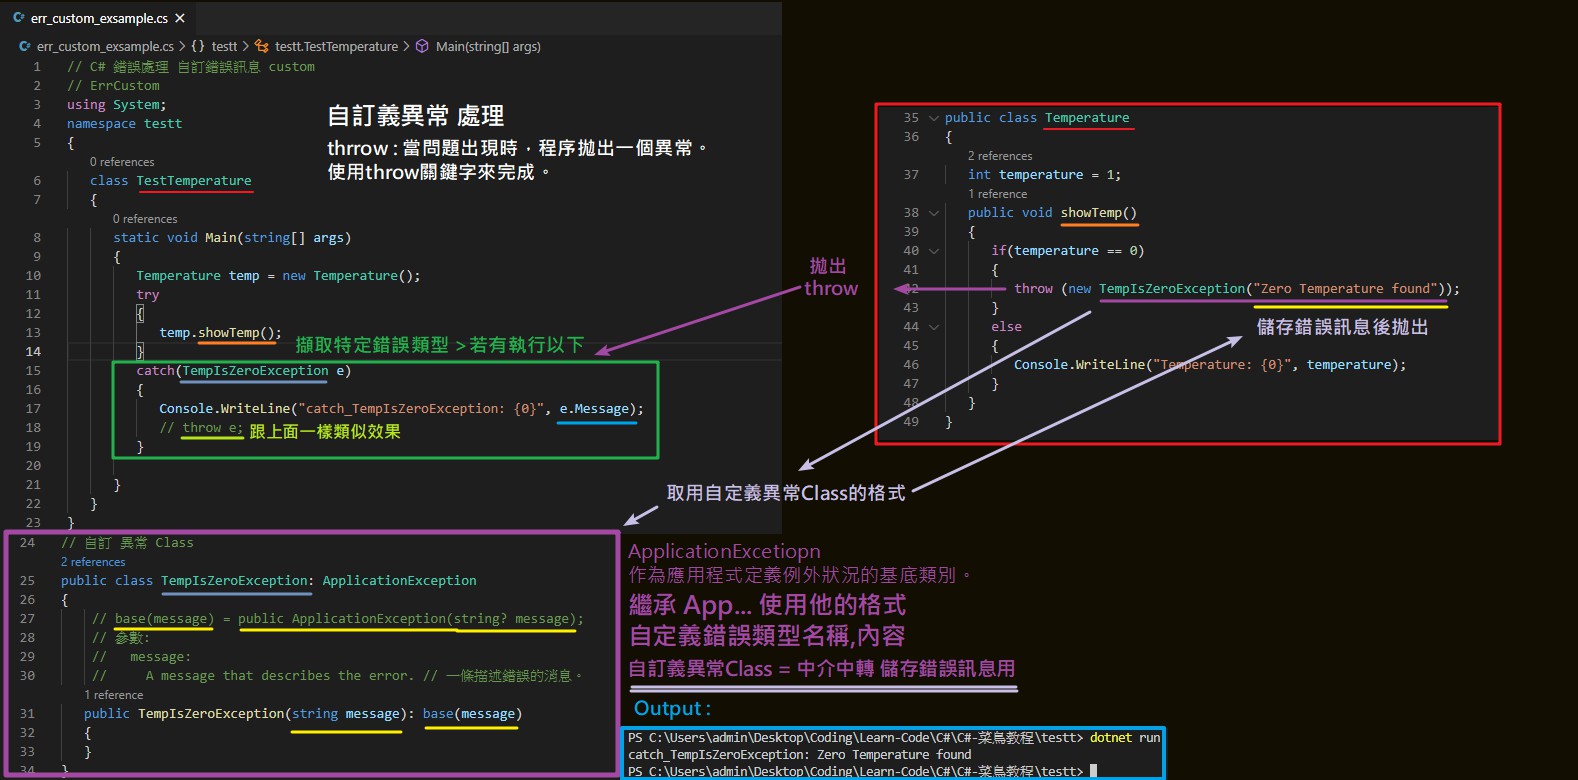 err_custom_exsample.cs ✕
err_custom_exsample.cs > {} testt > testt.TestTemperature > Main(string[] args)
1 // C# 錯誤處理 自訂錯誤訊息 custom
2 // ErrCustom
3 using System;
4 namespace testt
5 {
0 references
6 class TestTemperature
7 {
0 references
8 static void Main(string[] args)
9 {
10 Temperature temp = new Temperature();
11 try
12 {
13 temp.showTemp();
14 }
15 catch(TempIsZeroException e)
16 {
17 Console.WriteLine("catch_TempIsZeroException: {0}", e.Message);
18 // throw e;
19 }
20
21 }
22 }
23 }
自訂義異常 處理
thrrow : 當問題出現時，程序拋出一個異常。
使用throw關鍵字來完成。
擷取特定錯誤類型 > 若有執行以下
跟上面一樣類似效果
拋出
throw
35 public class Temperature
36 {
2 references
37 int temperature = 1;
1 reference
38 public void showTemp()
39 {
40 if(temperature == 0)
41 {
42 throw (new TempIsZeroException("Zero Temperature found"));
43 }
44 else
45 {
46 Console.WriteLine("Temperature: {0}", temperature);
47 }
48 }
49 }
儲存錯誤訊息後拋出
取用自定義異常Class的格式
24 // 自訂 異常 Class
2 references
25 public class TempIsZeroException: ApplicationException
26 {
27 // base(message) = public ApplicationException(string? message);
28 // 參數:
29 // message:
30 // A message that describes the error. // 一條描述錯誤的消息。
1 reference
31 public TempIsZeroException(string message): base(message)
32 {
33 }
34 }
ApplicationExcetiopn
作為應用程式定義例外狀況的基底類別。
繼承 App... 使用他的格式
自定義錯誤類型名稱,內容
自訂義異常Class = 中介中轉 儲存錯誤訊息用
Output :
PS C:\Users\admin\Desktop\Coding\Learn-Code\C#\C#-菜鳥教程\testt> dotnet run
catch_TempIsZeroException: Zero Temperature found
PS C:\Users\admin\Desktop\Coding\Learn-Code\C#\C#-菜鳥教程\testt>